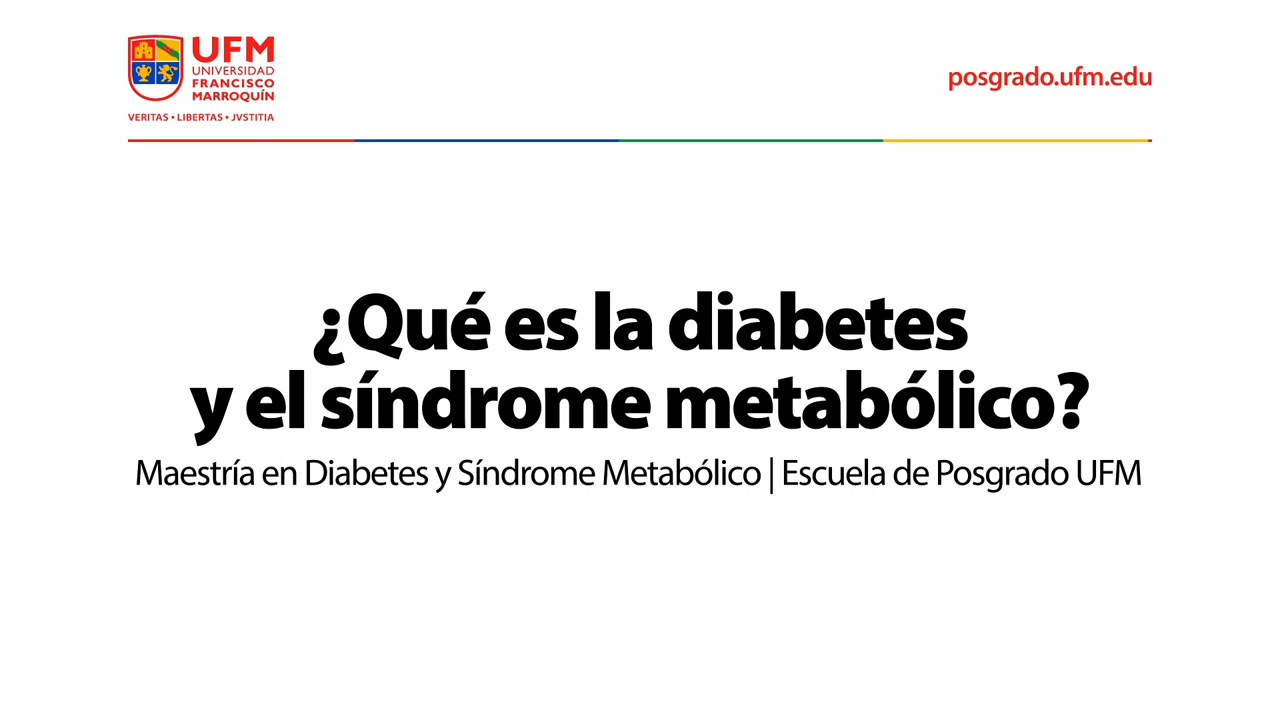 UFM
UNIVERSIDAD
FRANCISCO
MARROQUÍN
VERITAS • LIBERTAS • JVSTITIA
posgrado.ufm.edu
¿Qué es la diabetes
y el síndrome metabólico?
Maestría en Diabetes y Síndrome Metabólico | Escuela de Posgrado UFM